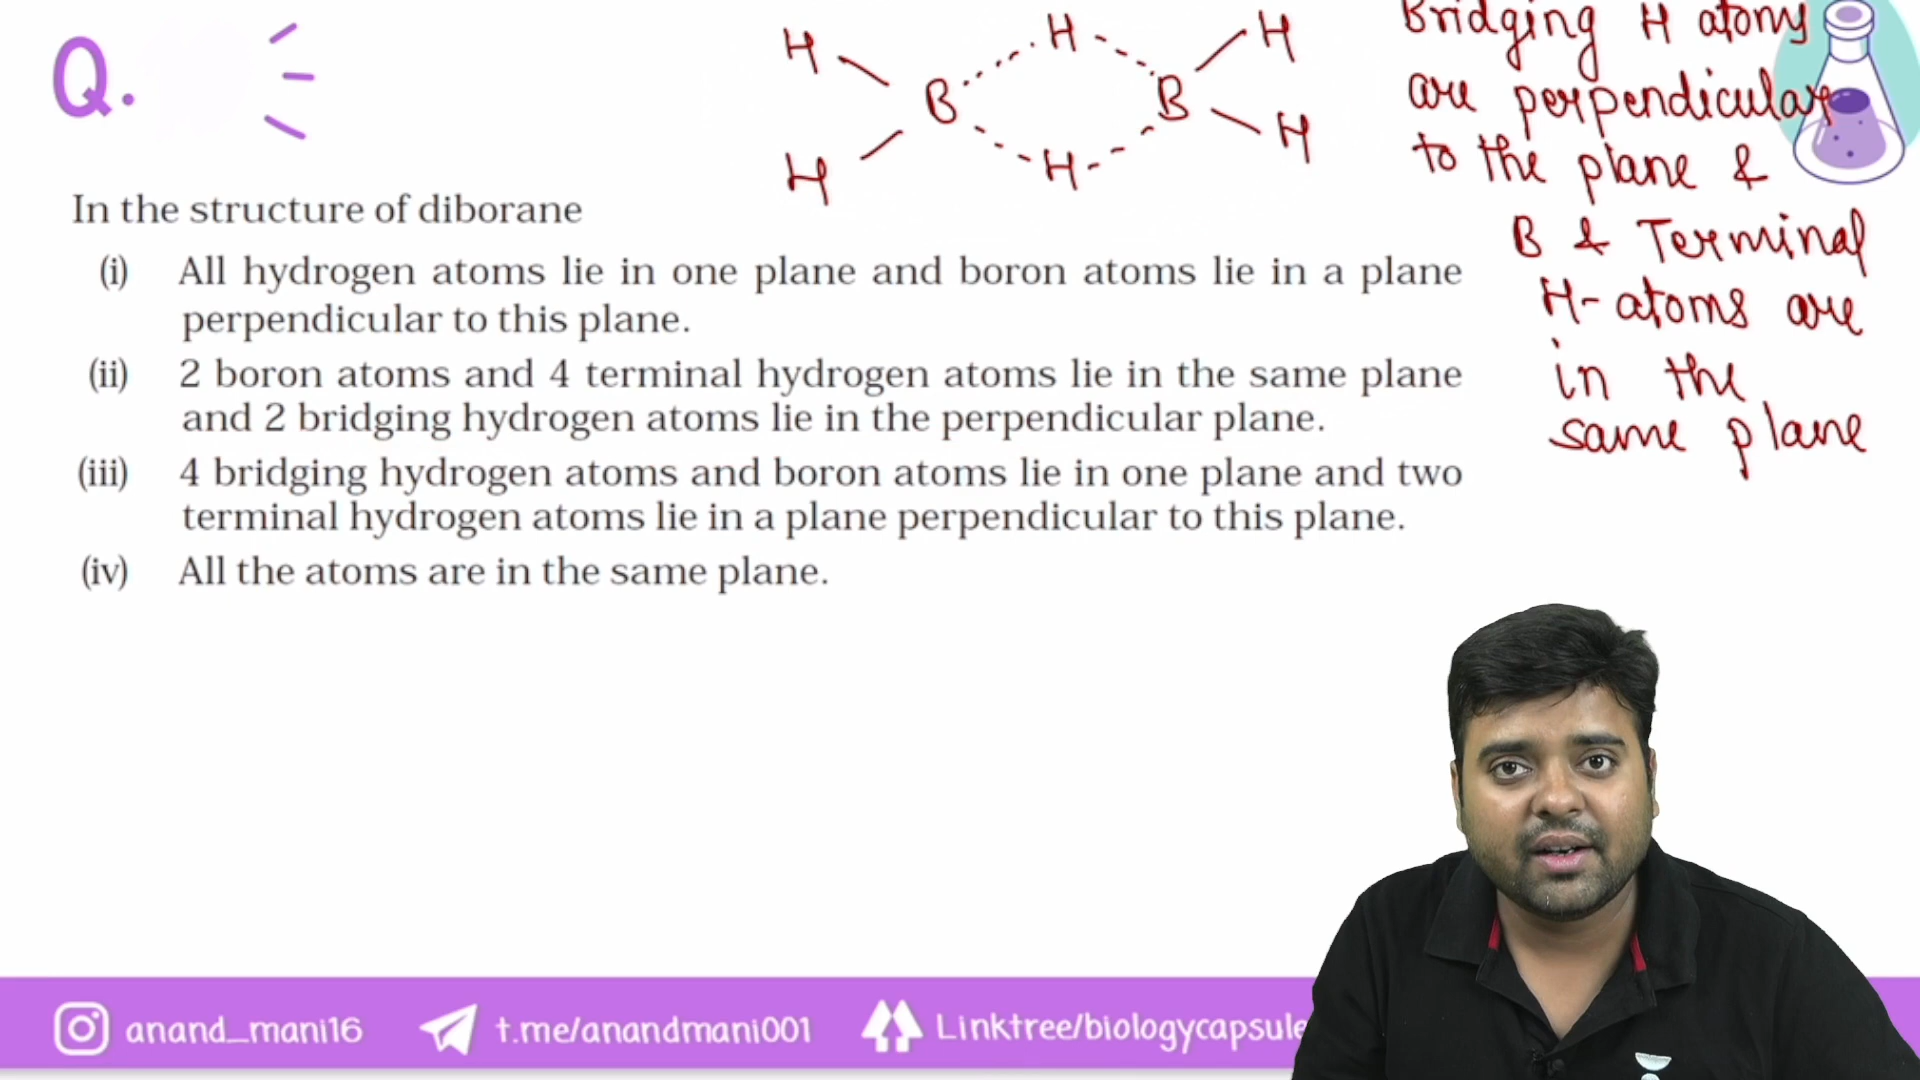 Q.
H H H
B B
H H H
Bridging H atoms
are perpendicular
to the plane &
B & Terminal
H-atoms are
in the
same plane
In the structure of diborane
(i) All hydrogen atoms lie in one plane and boron atoms lie in a plane
perpendicular to this plane.
(ii) 2 boron atoms and 4 terminal hydrogen atoms lie in the same plane
and 2 bridging hydrogen atoms lie in the perpendicular plane.
(iii) 4 bridging hydrogen atoms and boron atoms lie in one plane and two
terminal hydrogen atoms lie in a plane perpendicular to this plane.
(iv) All the atoms are in the same plane.
anand_mani16 t.me/anandmani001 Linktree/biologycapsule